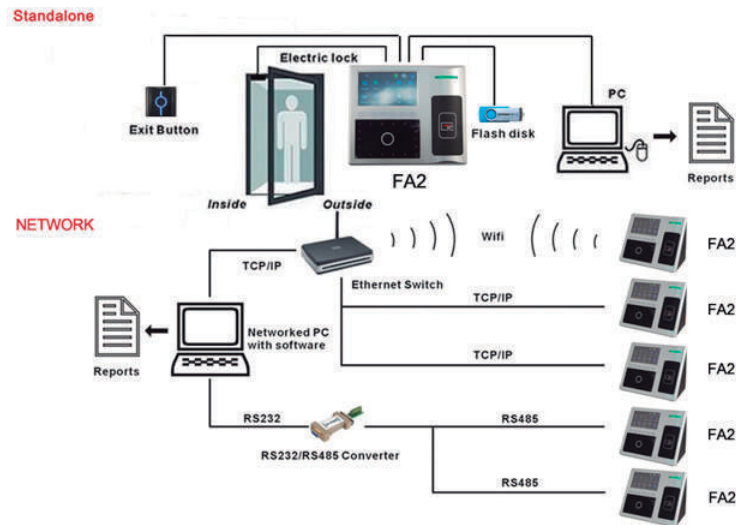 Standalone
Electric lock
Exit Button
Flash disk
PC
Reports
FA2
Inside
Outside
NETWORK
Wifi
FA2
TCP/IP
Ethernet Switch
TCP/IP
FA2
Networked PC
with software
Reports
TCP/IP
FA2
RS232
RS485
FA2
RS232/RS485 Converter
RS485
FA2